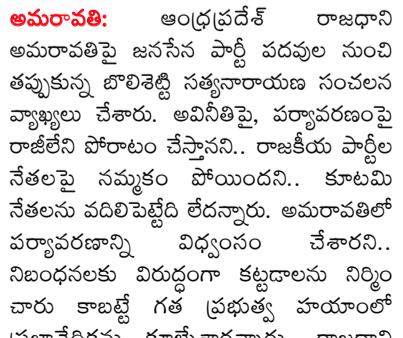 అమరావతి: ఆంధ్రప్రదేశ్ రాజధాని
అమరావతిపై జనసేన పార్టీ పదవుల నుంచి
తప్పుకున్న బొలిశెట్టి సత్యనారాయణ సంచలన
వ్యాఖ్యలు చేశారు. అవినీతిపై, పర్యావరణంపై
రాజీలేని పోరాటం చేస్తానని.. రాజకీయ పార్టీల
నేతలపై నమ్మకం పోయిందని.. కూటమి
నేతలను వదిలిపెట్టేది లేదన్నారు. అమరావతిలో
పర్యావరణాన్ని విధ్వంసం చేశారని..
నిబంధనలకు విరుద్ధంగా కట్టడాలను నిర్మిం
చారు కాబట్టే గత ప్రభుత్వ హయాంలో